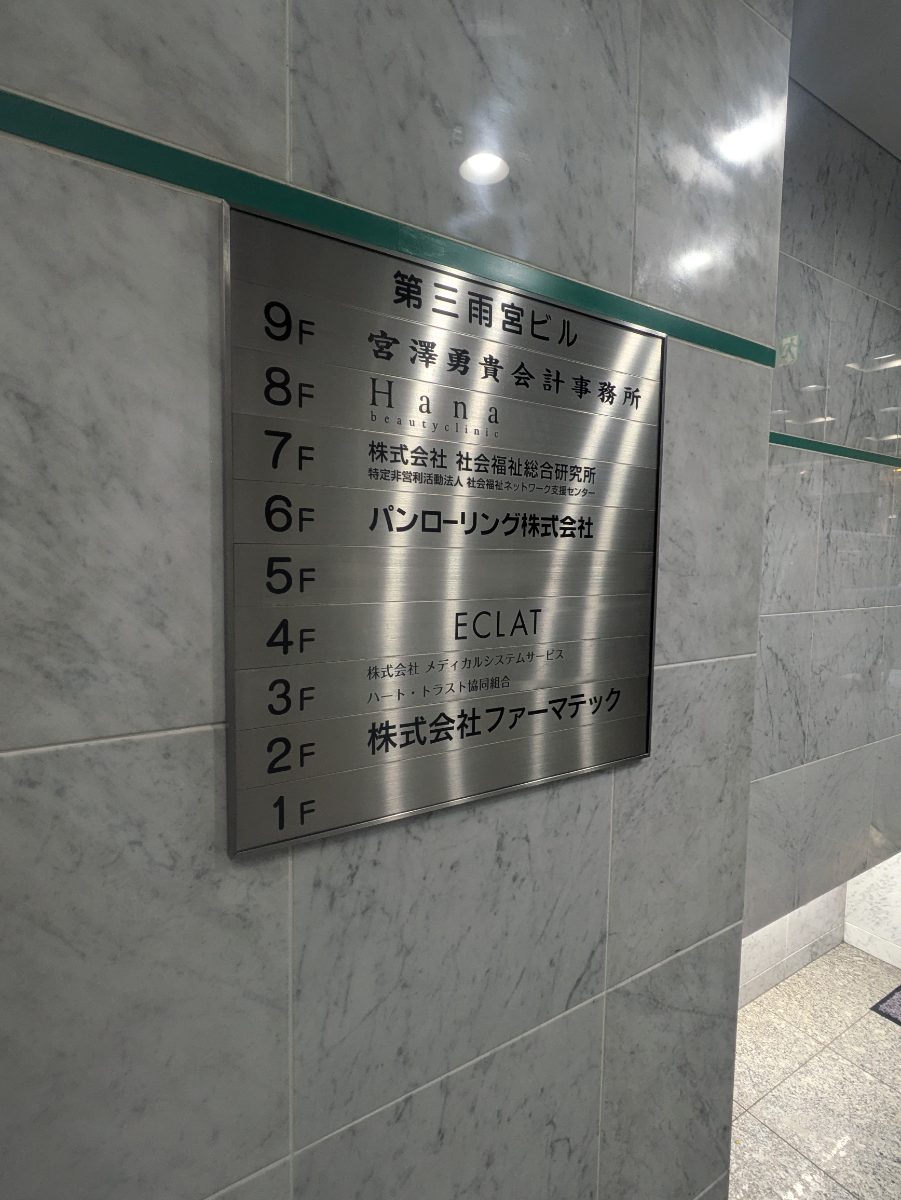 第三雨宮ビル
9F 宮澤勇貴会計事務所
8F Hana
beautyclinic
7F 株式会社 社会福祉総合研究所
特定非営利活動法人 社会福祉ネットワーク支援センター
6F パンローリング株式会社
5F
4F ECLAT
株式会社 メディカルシステムサービス
3F ハート・トラスト協同組合
2F 株式会社ファーマテック
1F